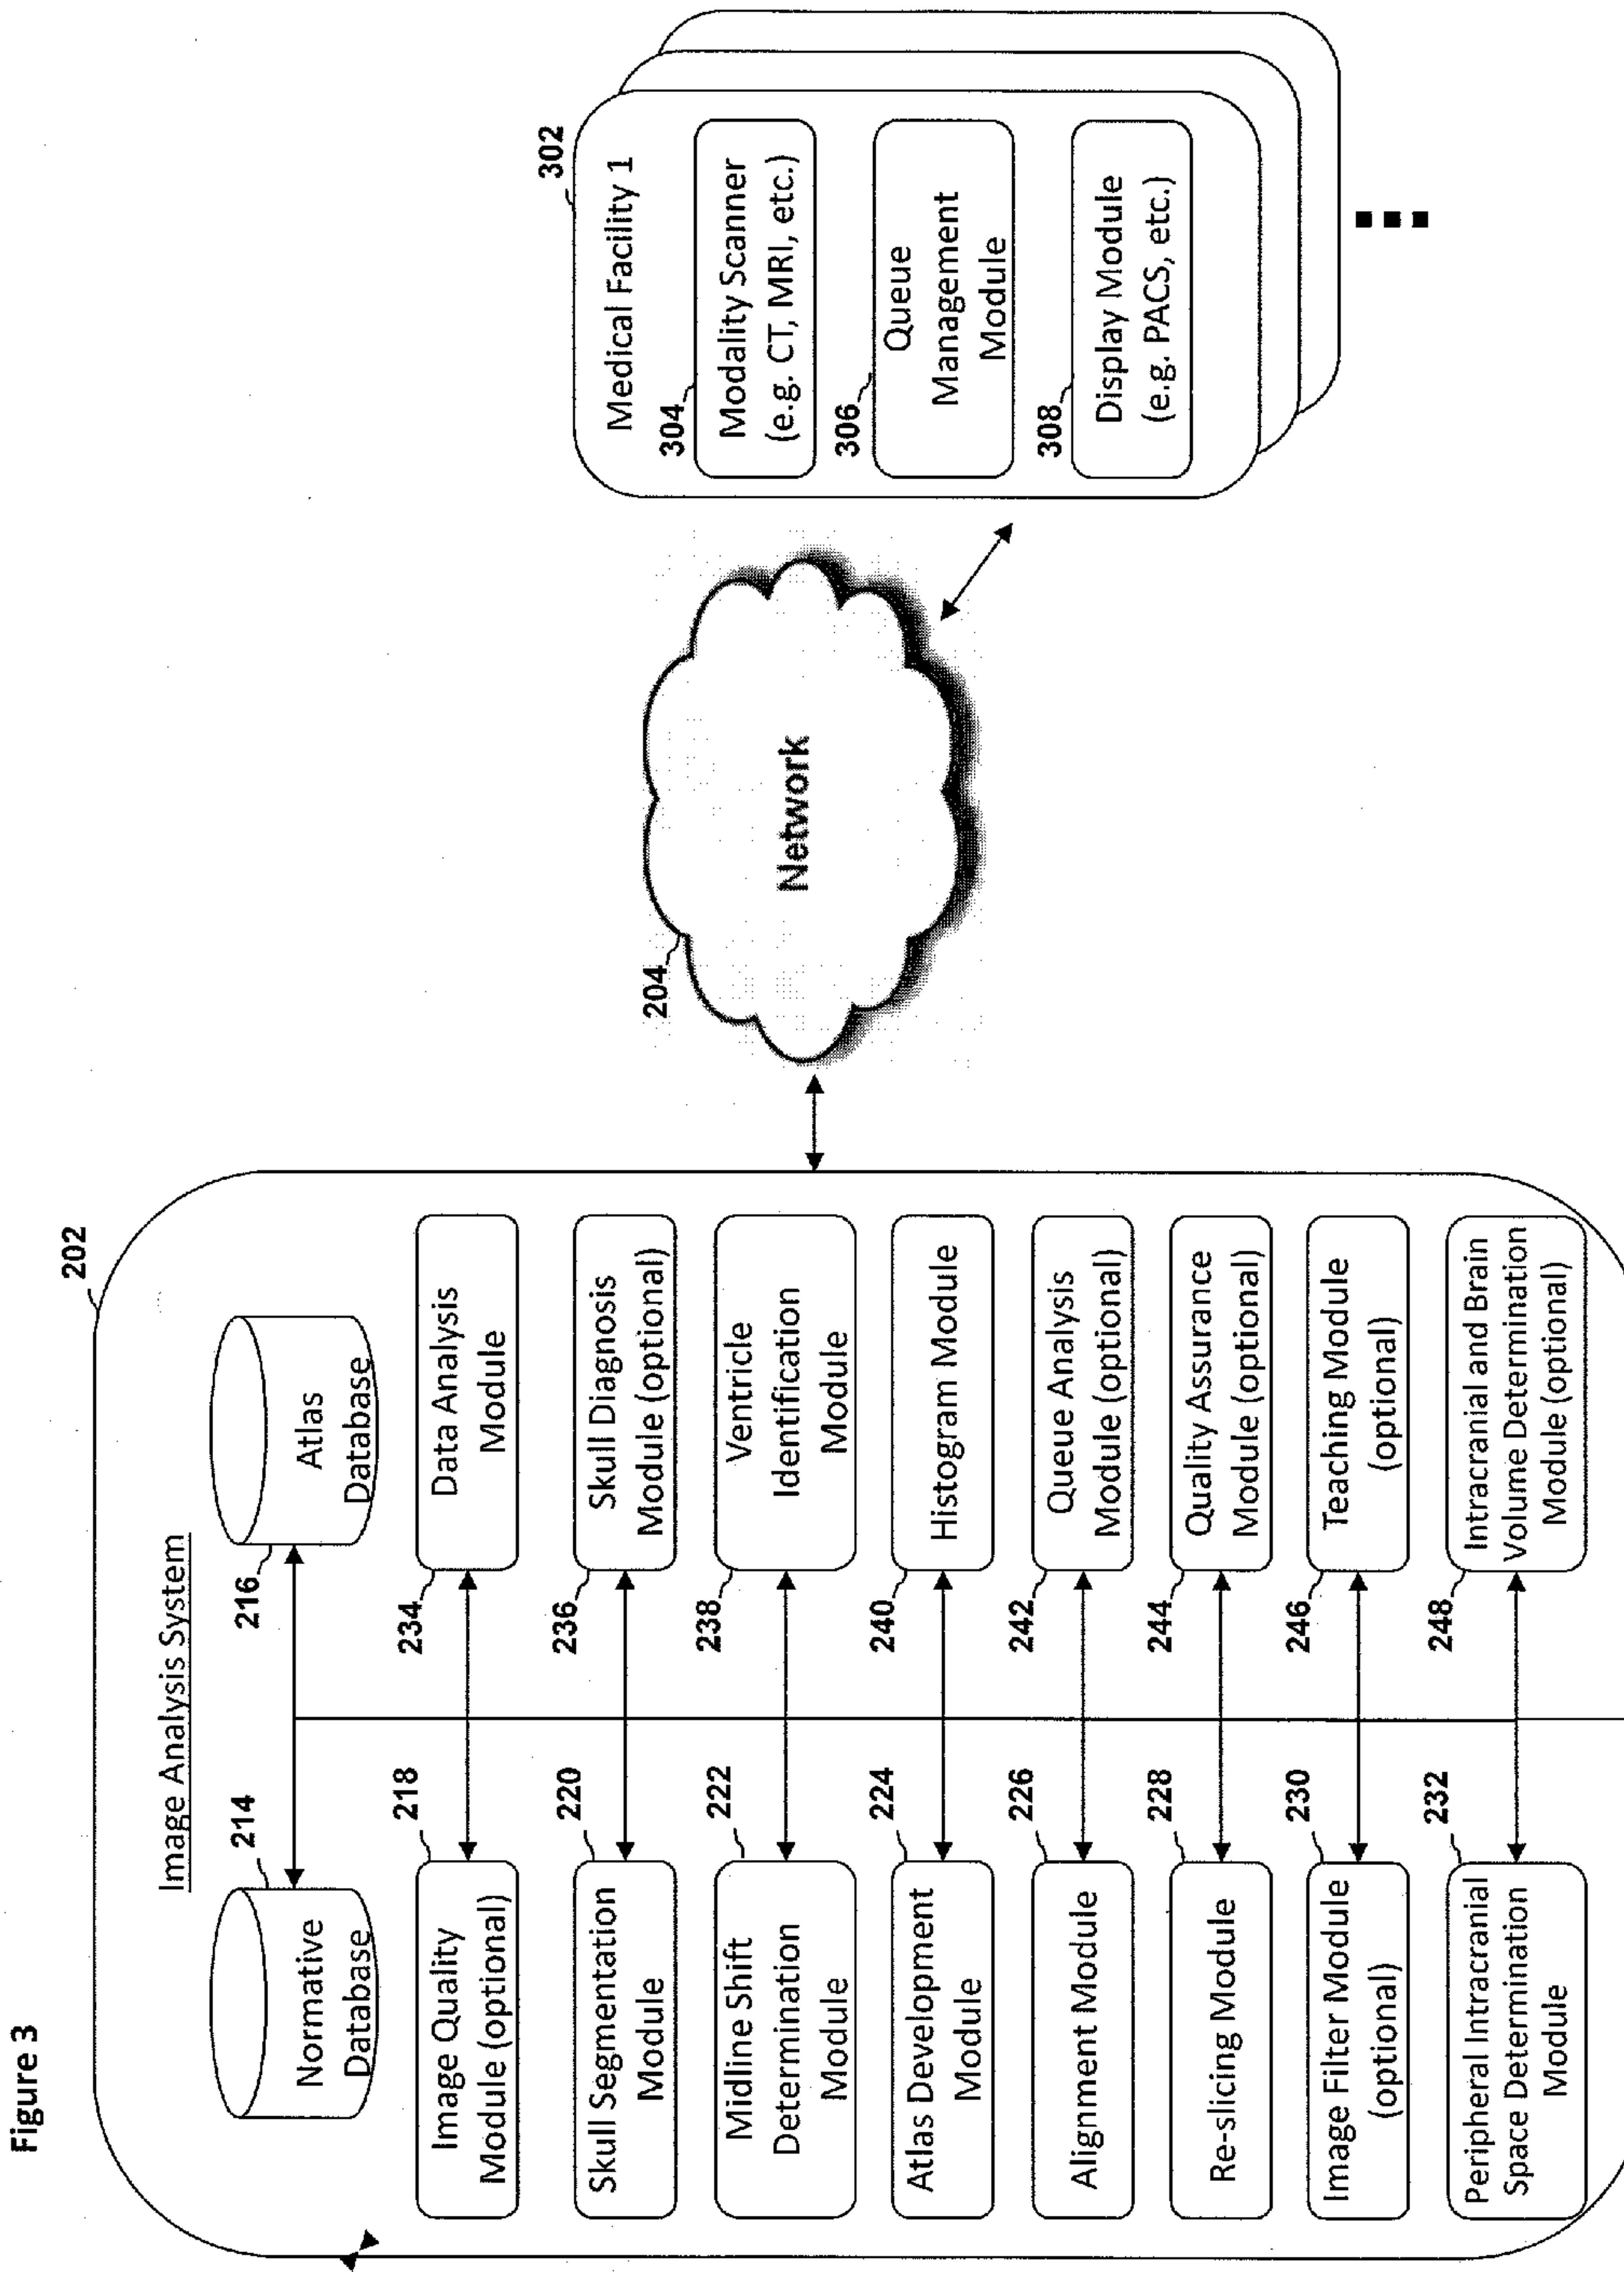 Figure 3
202
Image Analysis System
214
Normative
Database
216
Atlas
Database
218
Image Quality
Module (optional)
234
Data Analysis
Module
220
Skull Segmentation
Module
236
Skull Diagnosis
Module (optional)
222
Midline Shift
Determination
Module
238
Ventricle
Identification
Module
224
Atlas Development
Module
240
Histogram Module
226
Alignment Module
242
Queue Analysis
Module (optional)
228
Re-slicing Module
244
Quality Assurance
Module (optional)
230
Image Filter Module
(optional)
246
Teaching Module
(optional)
232
Peripheral Intracranial
Space Determination
Module
248
Intracranial and Brain
Volume Determination
Module (optional)
204
Network
302
Medical Facility 1
304
Modality Scanner
(e.g. CT, MRI, etc.)
306
Queue
Management
Module
308
Display Module
(e.g. PACS, etc.)